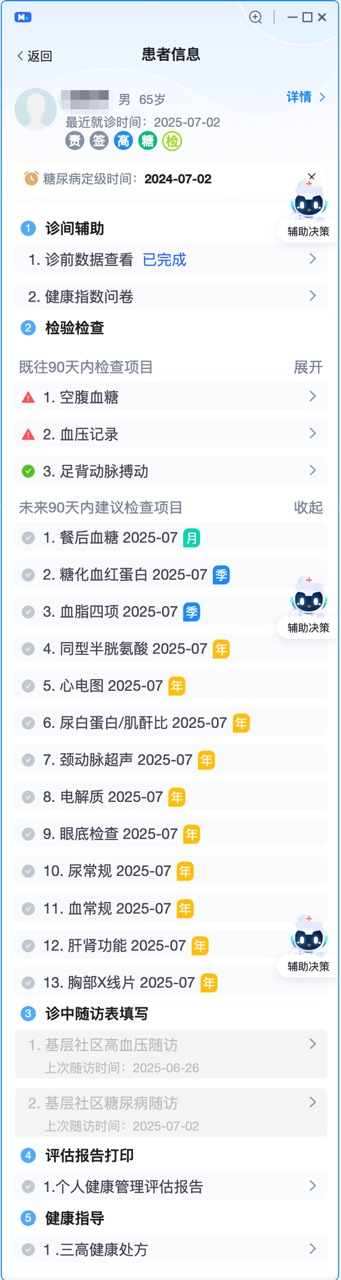 M
返回
患者信息
男 65岁
详情
最近就诊时间：2025-07-02
责 签 高 糖 检
糖尿病定级时间：2024-07-02
辅助决策
1 诊间辅助
1. 诊前数据查看 已完成
2. 健康指数问卷
2 检验检查
既往90天内检查项目 展开
1. 空腹血糖
2. 血压记录
3. 足背动脉搏动
未来90天内建议检查项目 收起
1. 餐后血糖 2025-07 月
2. 糖化血红蛋白 2025-07 季
3. 血脂四项 2025-07 季
辅助决策
4. 同型半胱氨酸 2025-07 年
5. 心电图 2025-07 年
6. 尿白蛋白/肌酐比 2025-07 年
7. 颈动脉超声 2025-07 年
8. 电解质 2025-07 年
9. 眼底检查 2025-07 年
10. 尿常规 2025-07 年
11. 血常规 2025-07 年
12. 肝肾功能 2025-07 年
辅助决策
13. 胸部X线片 2025-07 年
3 诊中随访表填写
1. 基层社区高血压随访
上次随访时间：2025-06-26
2. 基层社区糖尿病随访
上次随访时间：2025-07-02
4 评估报告打印
1.个人健康管理评估报告
5 健康指导
1 .三高健康处方